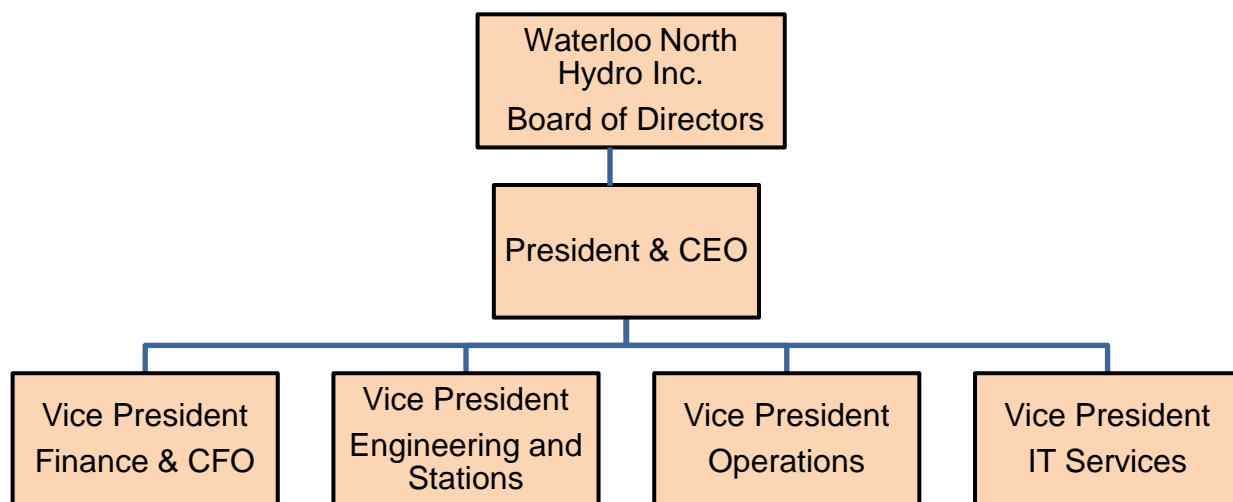 Waterloo North
Hydro Inc.
Board of Directors
President & CEO
Vice President
Finance & CFO
Vice President
Engineering and
Stations
Vice President
Operations
Vice President
IT Services